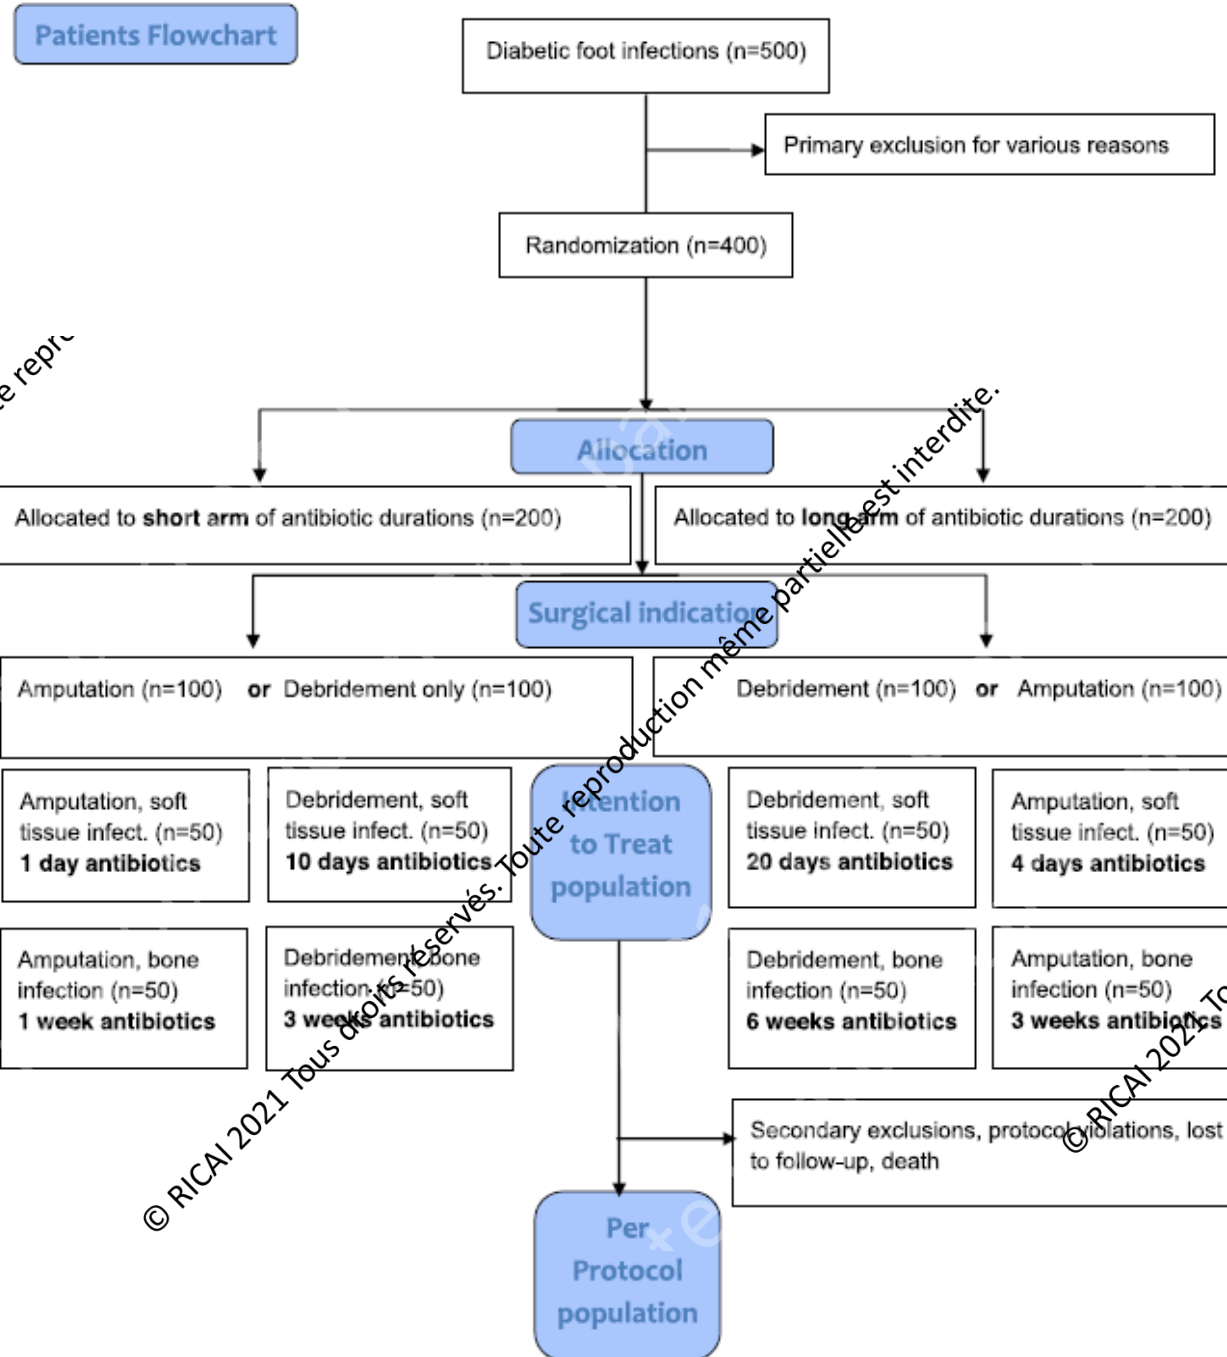 Patients Flowchart
Diabetic foot infections (n=500)
Primary exclusion for various reasons
Randomization (n=400)
Allocation
Allocated to short arm of antibiotic durations (n=200)
Allocated to long arm of antibiotic durations (n=200)
Surgical indication
Amputation (n=100) or Debridement only (n=100)
Debridement (n=100) or Amputation (n=100)
Amputation, soft
tissue infect. (n=50)
1 day antibiotics
Debridement, soft
tissue infect. (n=50)
10 days antibiotics
Intention
to Treat
population
Debridement, soft
tissue infect. (n=50)
20 days antibiotics
Amputation, soft
tissue infect. (n=50)
4 days antibiotics
Amputation, bone
infection (n=50)
1 week antibiotics
Debridement, bone
infection (n=50)
3 weeks antibiotics
Debridement, bone
infection (n=50)
6 weeks antibiotics
Amputation, bone
infection (n=50)
3 weeks antibiotics
Secondary exclusions, protocol violations, lost
to follow-up, death
Per
Protocol
population
© RICAI 2021 Tous droits réservés. Toute reproduction même partielle est interdite.
© RICAI 2021